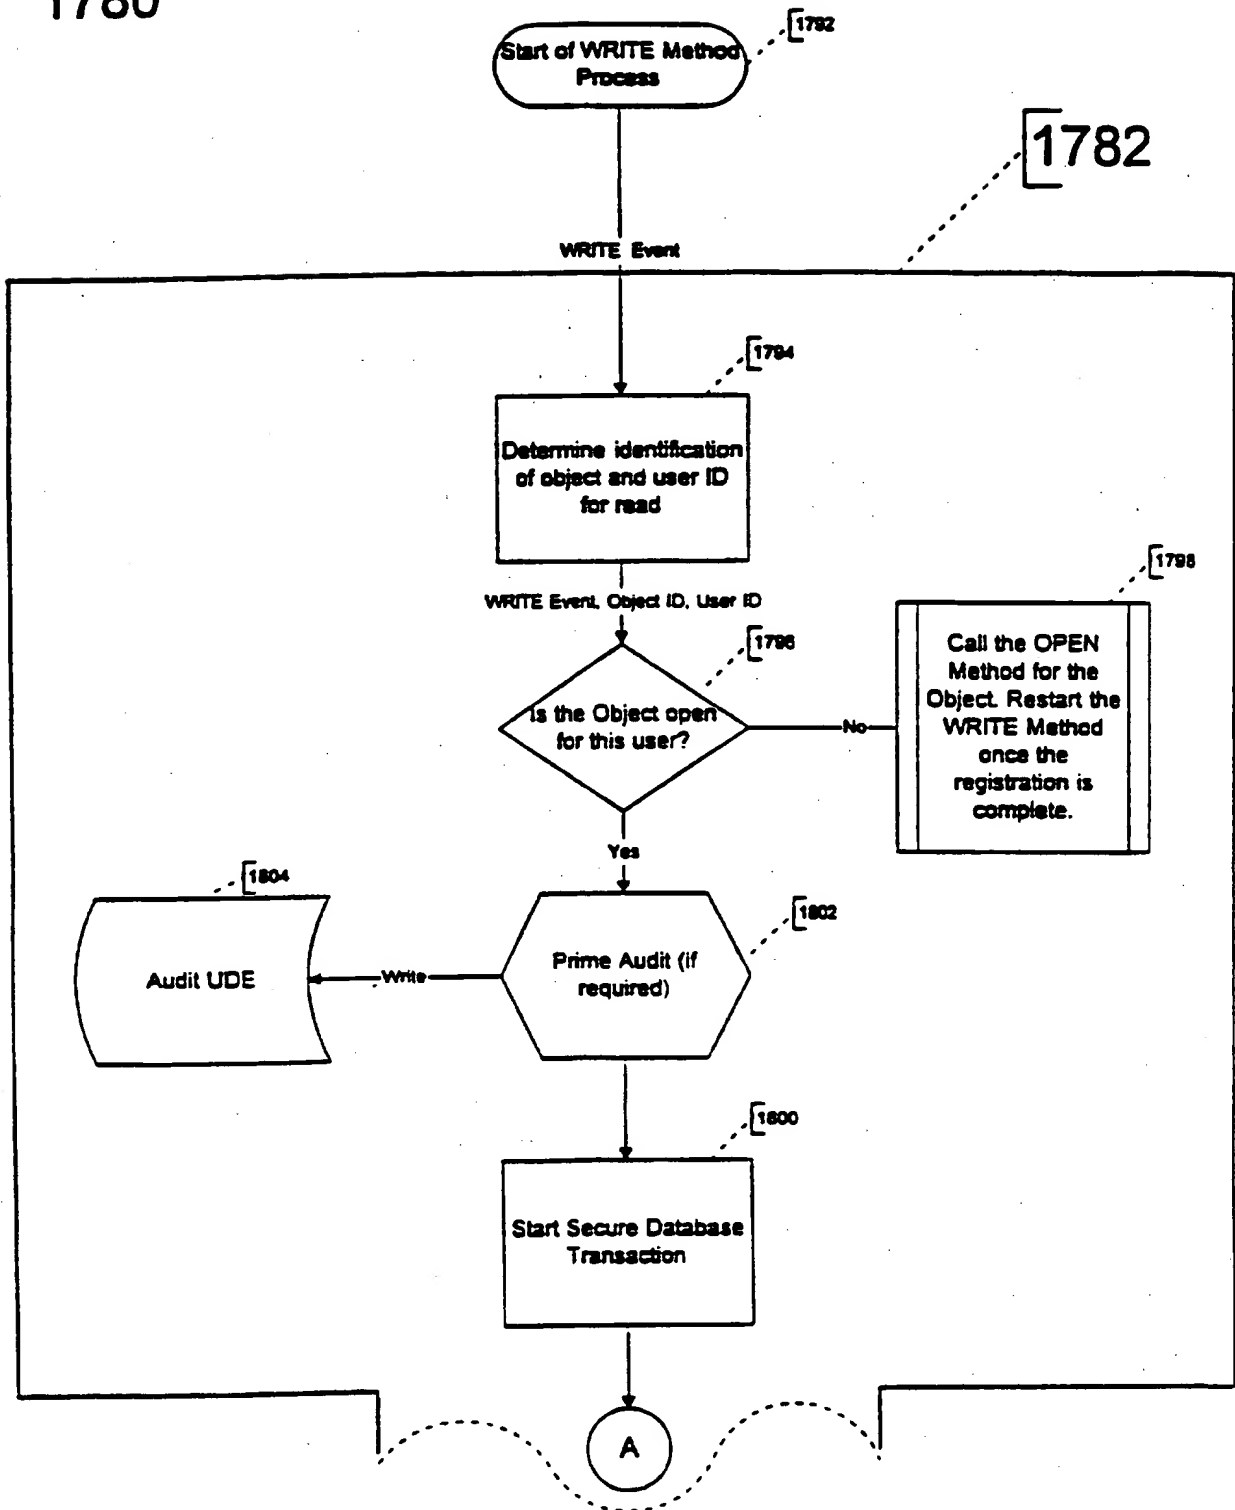 1780
1792
Start of WRITE Method
Process
1782
WRITE Event
1794
Determine identification
of object and user ID
for read
WRITE Event, Object ID, User ID
1796
1798
Is the Object open
for this user?
No
Call the OPEN
Method for the
Object. Restart the
WRITE Method
once the
registration is
complete.
Yes
1804
1802
Audit UDE
Write
Prime Audit (if
required)
1800
Start Secure Database
Transaction
A